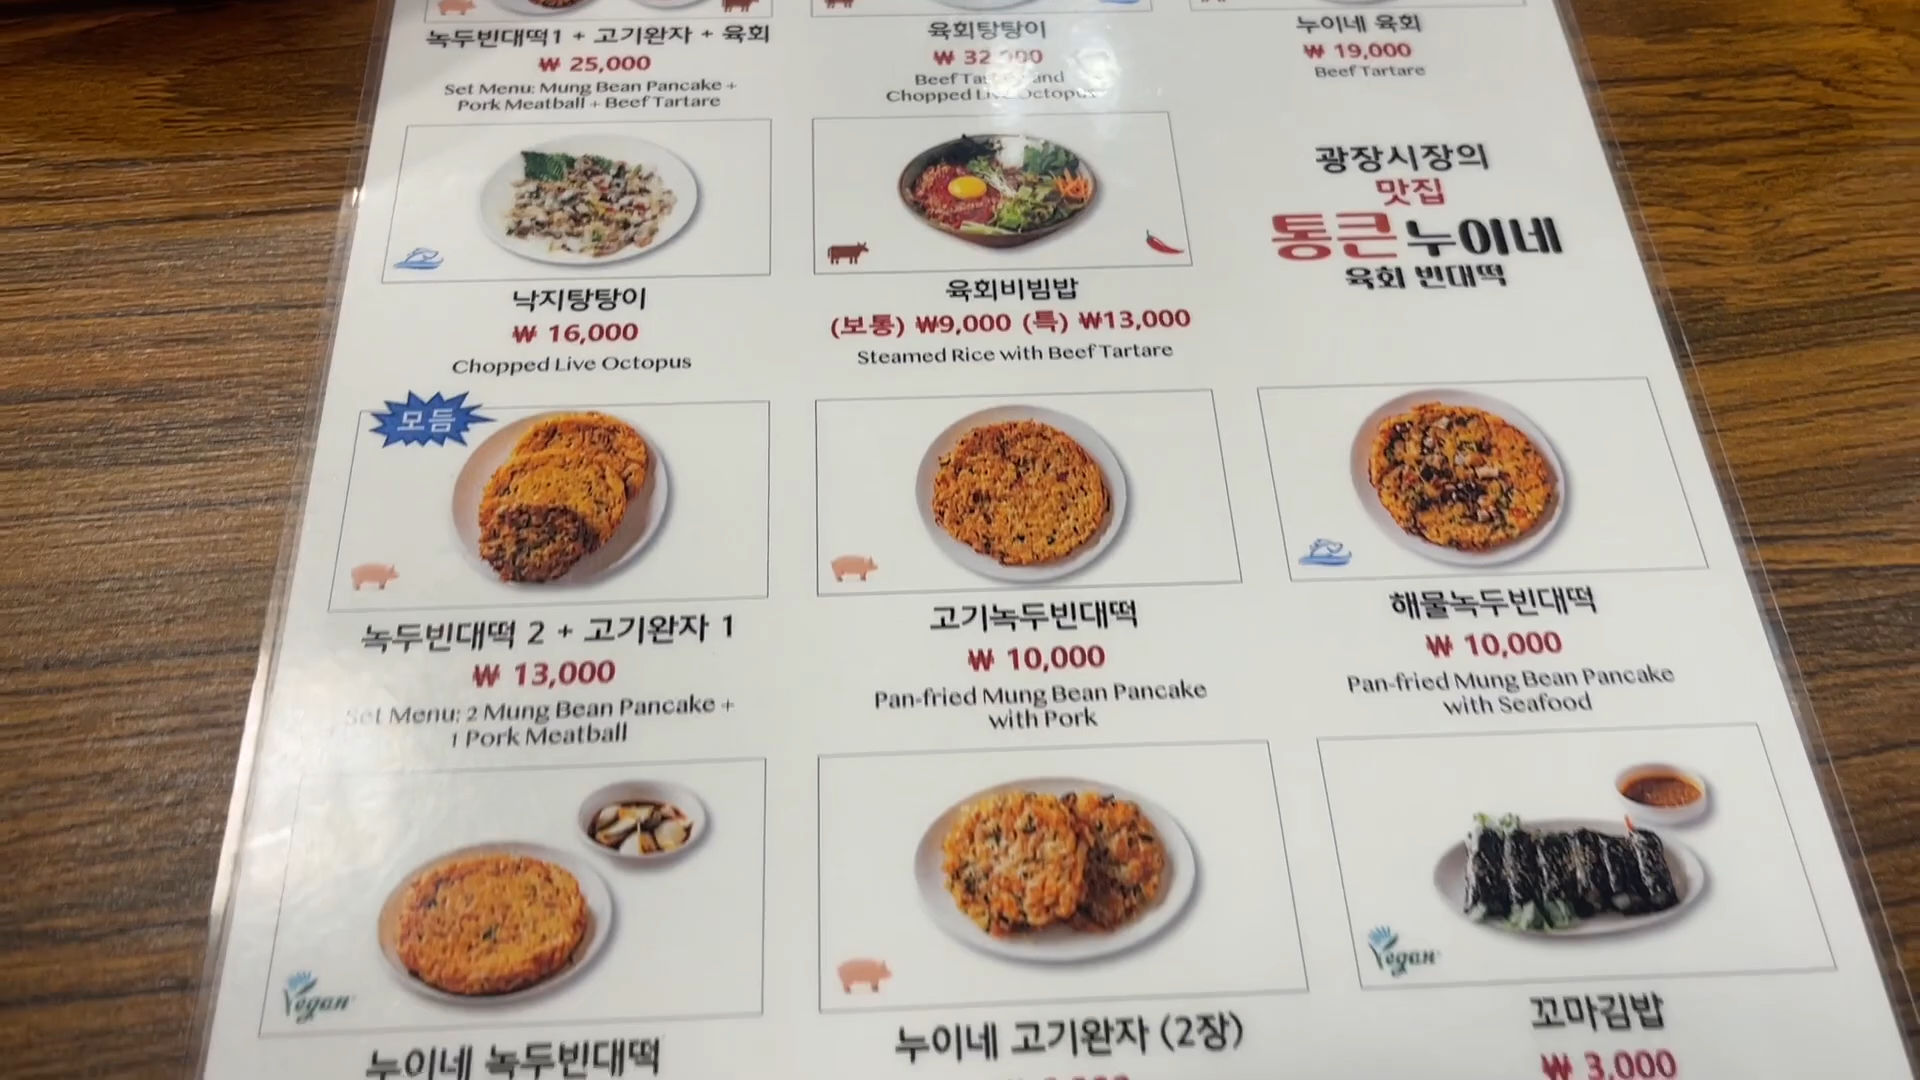 녹두빈대떡1 + 고기완자 + 육회
₩ 25,000
Set Menu: Mung Bean Pancake +
Pork Meatball + Beef Tartare
육회탕탕이
₩ 32,000
Beef Tartare and
Chopped Live Octopus
누이네 육회
₩ 19,000
Beef Tartare
낙지탕탕이
₩ 16,000
Chopped Live Octopus
육회비빔밥
(보통) ₩9,000 (특) ₩13,000
Steamed Rice with Beef Tartare
광장시장의
맛집
통큰누이네
육회 빈대떡
모듬
녹두빈대떡 2 + 고기완자 1
₩ 13,000
Set Menu: 2 Mung Bean Pancake +
1 Pork Meatball
고기녹두빈대떡
₩ 10,000
Pan-fried Mung Bean Pancake
with Pork
해물녹두빈대떡
₩ 10,000
Pan-fried Mung Bean Pancake
with Seafood
Vegan
누이네 녹두빈대떡
누이네 고기완자 (2장)
Vegan
꼬마김밥
₩ 3,000